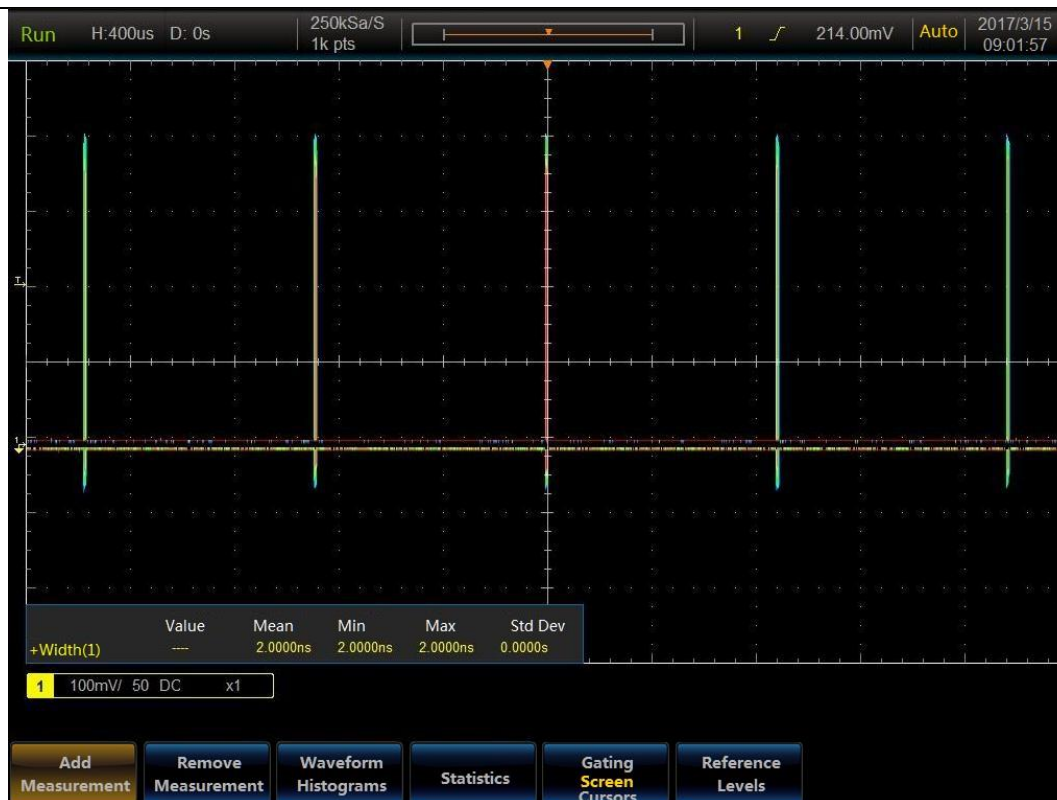 Run H:400us D: 0s 250kSa/S 1 214.00mV Auto 2017/3/15
1k pts 09:01:57
T
1
Value Mean Min Max Std Dev
+Width(1) ---- 2.0000ns 2.0000ns 2.0000ns 0.0000s
1 100mV/ 50 DC x1
Add Remove Waveform Statistics Gating Reference
Measurement Measurement Histograms Screen Levels
Cursors